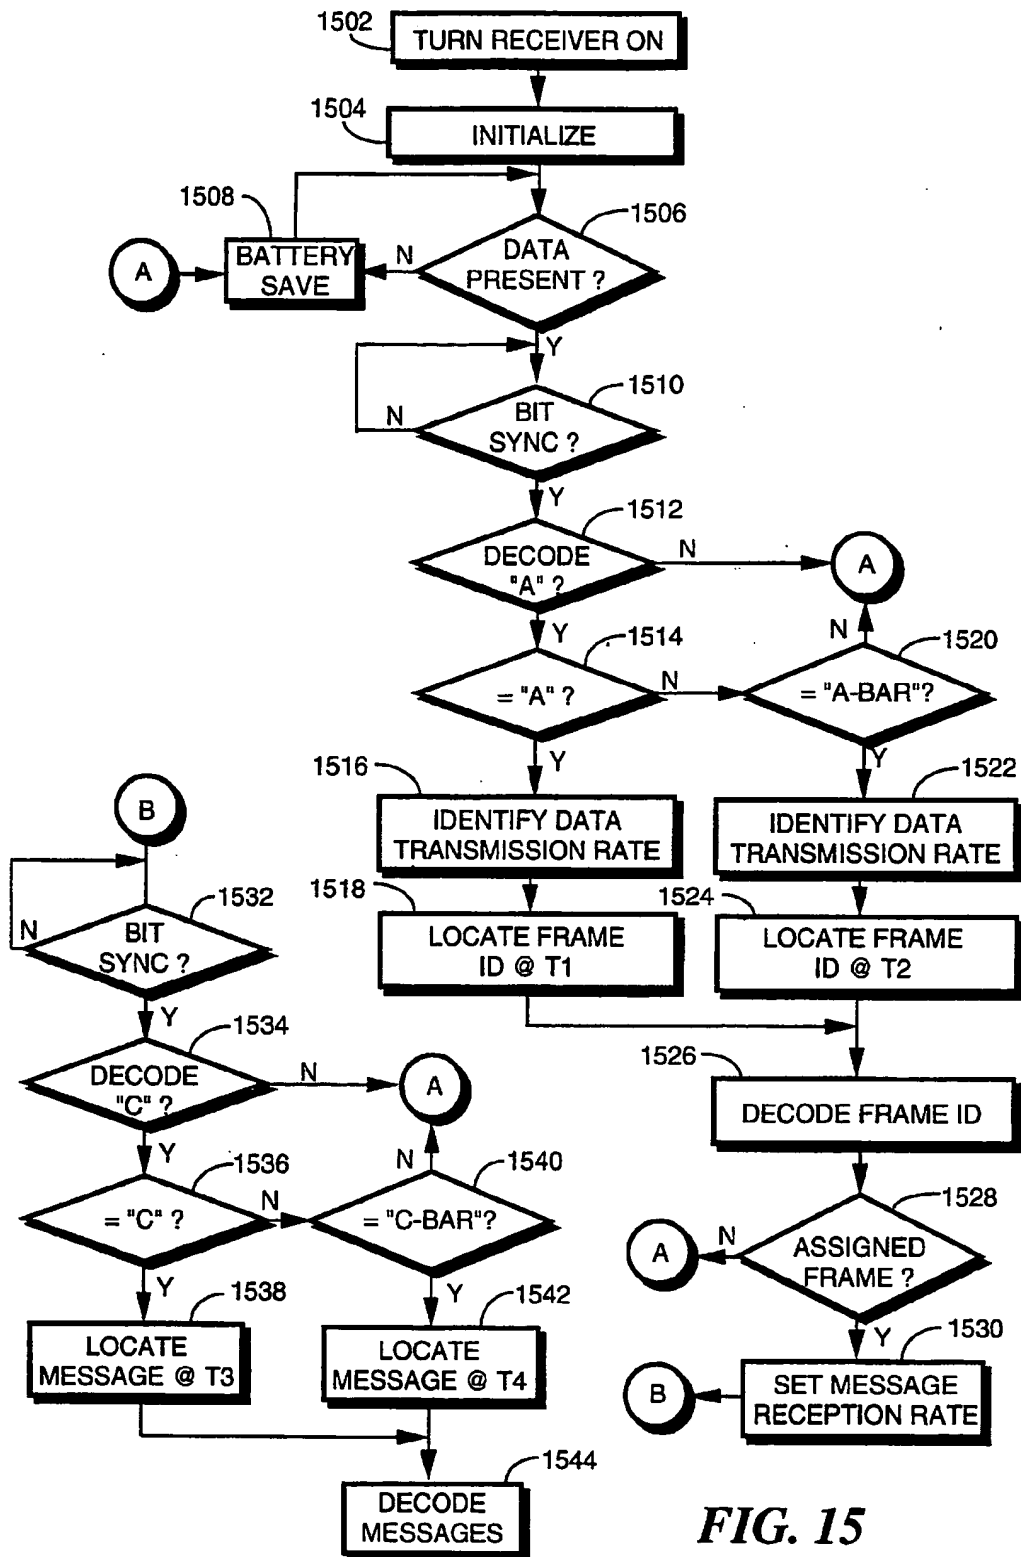 1502
TURN RECEIVER ON
1504
INITIALIZE
1508
1506
A
BATTERY
SAVE
N
DATA
PRESENT ?
Y
1510
N
BIT
SYNC ?
Y
1512
DECODE
"A" ?
N
A
Y
1514
N
1520
= "A" ?
N
= "A-BAR"?
Y
Y
1516
1522
IDENTIFY DATA
TRANSMISSION RATE
IDENTIFY DATA
TRANSMISSION RATE
1518
1524
LOCATE FRAME
ID @ T1
LOCATE FRAME
ID @ T2
1526
DECODE FRAME ID
1528
A
N
ASSIGNED
FRAME ?
Y
1530
B
SET MESSAGE
RECEPTION RATE
B
1532
N
BIT
SYNC ?
Y
1534
DECODE
"C" ?
N
A
Y
1536
N
1540
= "C" ?
N
= "C-BAR"?
Y
1538
Y
1542
LOCATE
MESSAGE @ T3
LOCATE
MESSAGE @ T4
1544
DECODE
MESSAGES
FIG. 15